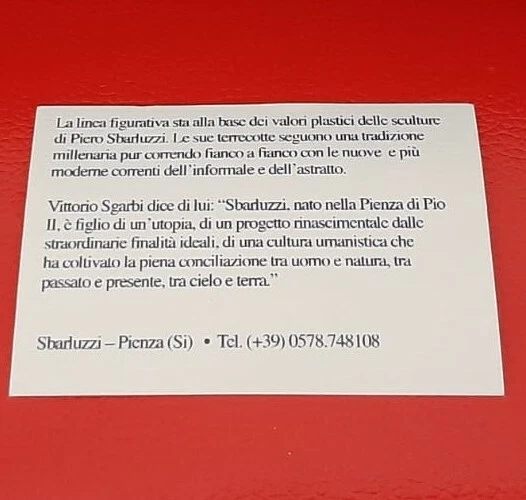 La linea figurativa sta alla base dei valori plastici delle sculture
di Piero Sbarluzzi. Le sue terrecotte seguono una tradizione
millenaria pur correndo fianco a fianco con le nuove e più
moderne correnti dell'informale e dell'astratto.
Vittorio Sgarbi dice di lui: “Sbarluzzi, nato nella Pienza di Pio
II, è figlio di un'utopia, di un progetto rinascimentale dalle
straordinarie finalità ideali, di una cultura umanistica che
ha coltivato la piena conciliazione tra uomo e natura, tra
passato e presente, tra cielo e terra.”
Sbarluzzi – Pienza (Si) • Tel. (+39) 0578.748108